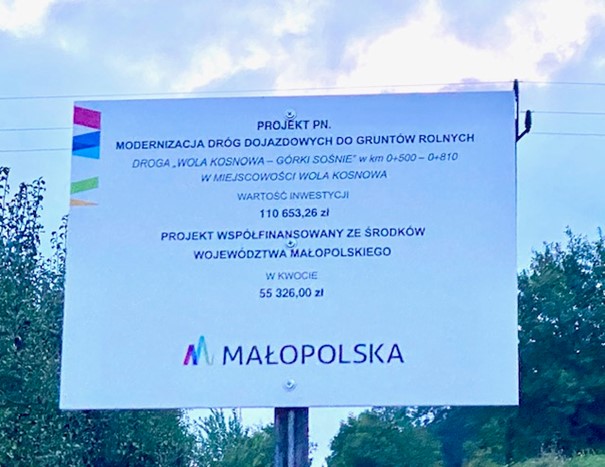 PROJEKT PN.
MODERNIZACJA DRÓG DOJAZDOWYCH DO GRUNTÓW ROLNYCH
DROGA „WOLA KOSNOWA – GÓRKI SOŚNIE" w km 0+500 – 0+810
W MIEJSCOWOŚCI WOLA KOSNOWA
WARTOŚĆ INWESTYCJI
110 653,26 zł
PROJEKT WSPÓŁFINANSOWANY ZE ŚRODKÓW
WOJEWÓDZTWA MAŁOPOLSKIEGO
W KWOCIE
55 326,00 zł
MAŁOPOLSKA